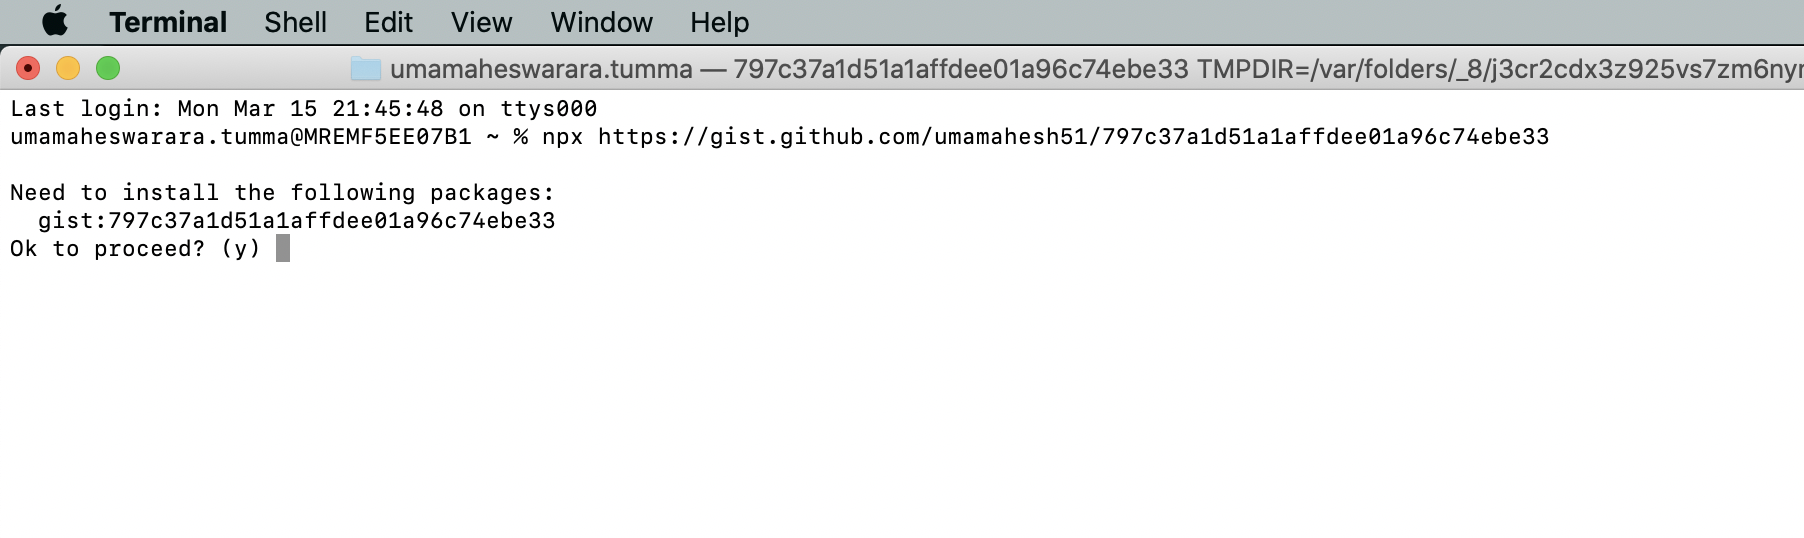 Terminal Shell Edit View Window Help
umamaheswarara.tumma — 797c37a1d51a1affdee01a96c74ebe33 TMPDIR=/var/folders/_8/j3cr2cdx3z925vs7zm6nyr
Last login: Mon Mar 15 21:45:48 on ttys000
umamaheswarara.tumma@MREMF5EE07B1 ~ % npx https://gist.github.com/umamahesh51/797c37a1d51a1affdee01a96c74ebe33
Need to install the following packages:
gist:797c37a1d51a1affdee01a96c74ebe33
Ok to proceed? (y)